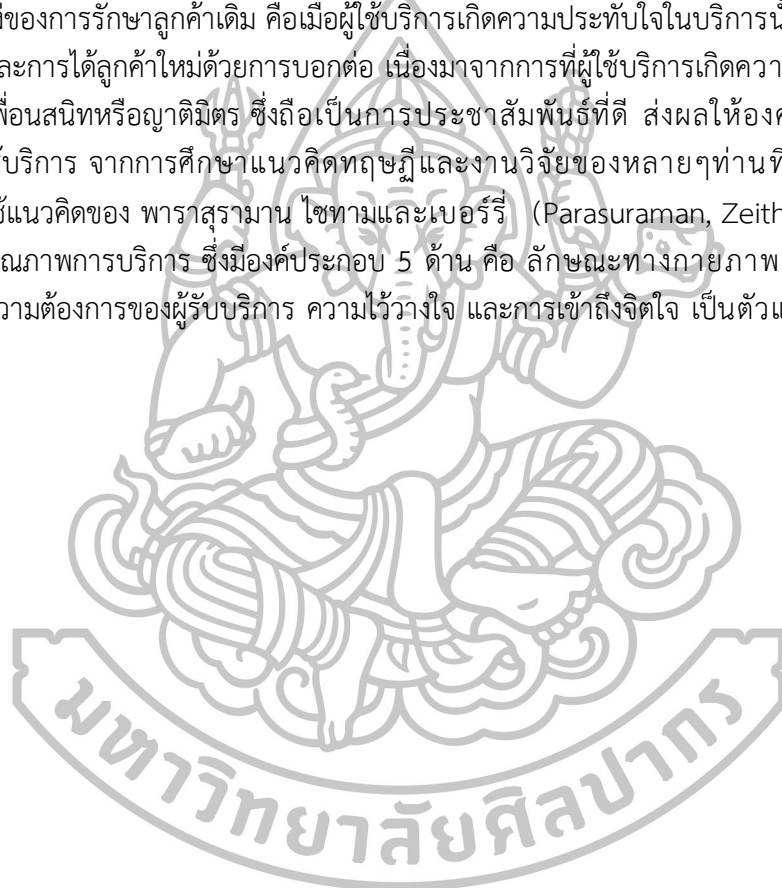 ของการรักษาลูกค้าเดิม คือเมื่อผู้ใช้บริการเกิดความประทับใจในบริการ
ละการได้ลูกค้าใหม่ด้วยการบอกต่อ เนื่องมาจากการที่ผู้ใช้บริการเกิดควา
พื่อนสนิทหรือญาติมิตร ซึ่งถือเป็นการประชาสัมพันธ์ที่ดี ส่งผลให้องค์
บริการ จากการศึกษาแนวคิดทฤษฎีและงานวิจัยของหลายๆท่านที่
ช้แนวคิดของ พาราสุรามาน ไซทามและเบอร์รี่ (Parasuraman, Zeith
ุณภาพการบริการ ซึ่งมีองค์ประกอบ 5 ด้าน คือ ลักษณะทางกายภาพ
วามต้องการของผู้รับบริการ ความไว้วางใจ และการเข้าถึงจิตใจ เป็นตัวแ
มหาวิทยาลัยศิลปากร